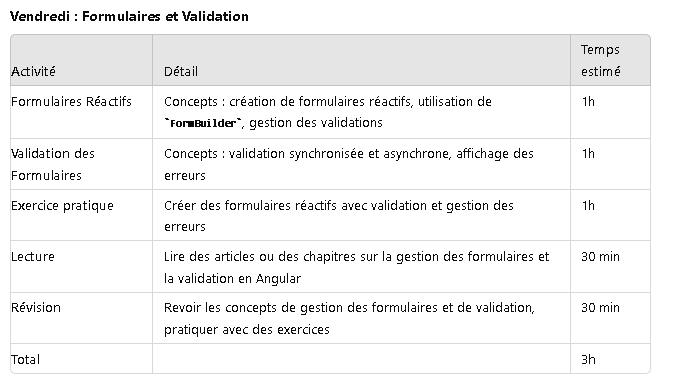 Vendredi : Formulaires et Validation
Activité Détail Temps estimé
Formulaires Réactifs Concepts : création de formulaires réactifs, utilisation de 1h
`FormBuilder`, gestion des validations
Validation des Concepts : validation synchronisée et asynchrone, affichage des 1h
Formulaires erreurs
Exercice pratique Créer des formulaires réactifs avec validation et gestion des 1h
erreurs
Lecture Lire des articles ou des chapitres sur la gestion des formulaires et 30 min
la validation en Angular
Révision Revoir les concepts de gestion des formulaires et de validation, 30 min
pratiquer avec des exercices
Total 3h